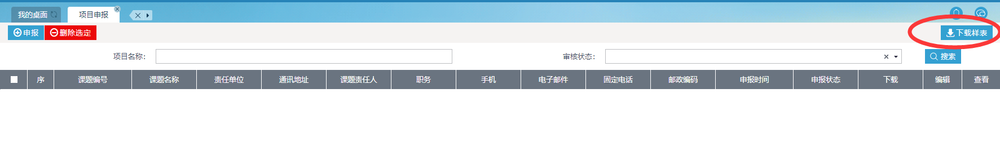 我的桌面 项目申报
申报 删除选定 下载样表
项目名称： 审核状态： 搜索
序 课题编号 课题名称 责任单位 通讯地址 课题责任人 职务 手机 电子邮件 固定电话 邮政编码 申报时间 申报状态 下载 编辑 查看